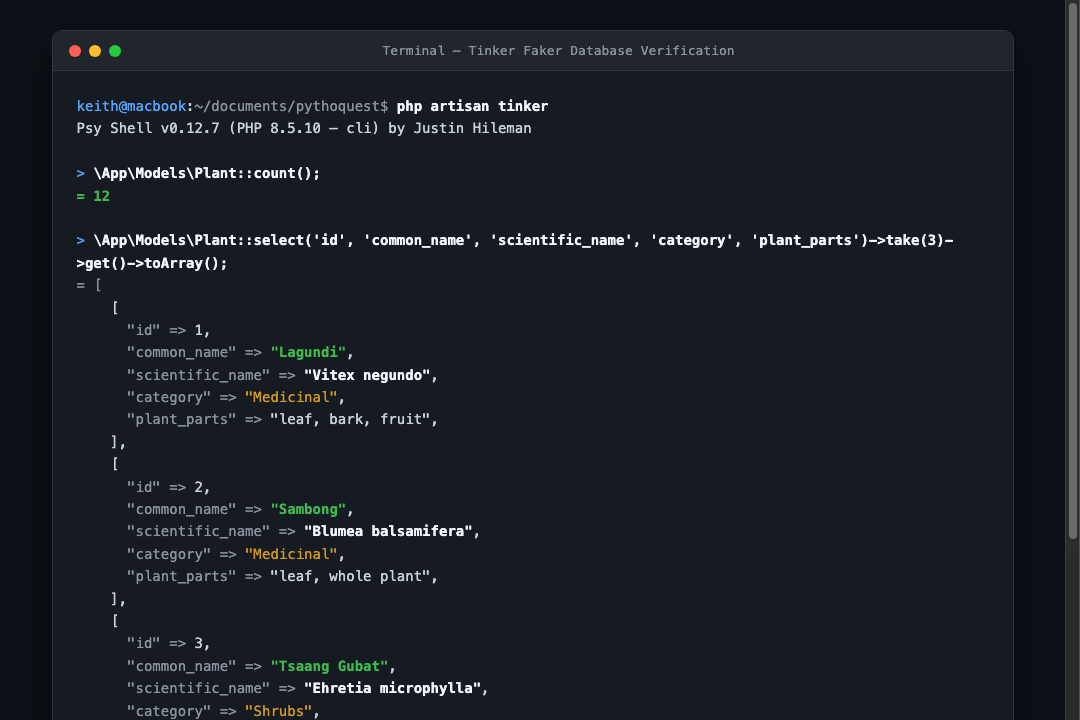 Terminal — Tinker Faker Database Verification
keith@macbook:~/documents/pythoquest$ php artisan tinker
Psy Shell v0.12.7 (PHP 8.5.10 — cli) by Justin Hileman
> \App\Models\Plant::count();
= 12
> \App\Models\Plant::select('id', 'common_name', 'scientific_name', 'category', 'plant_parts')->take(3)-
>get()->toArray();
= [
[
"id" => 1,
"common_name" => "Lagundi",
"scientific_name" => "Vitex negundo",
"category" => "Medicinal",
"plant_parts" => "leaf, bark, fruit",
],
[
"id" => 2,
"common_name" => "Sambong",
"scientific_name" => "Blumea balsamifera",
"category" => "Medicinal",
"plant_parts" => "leaf, whole plant",
],
[
"id" => 3,
"common_name" => "Tsaang Gubat",
"scientific_name" => "Ehretia microphylla",
"category" => "Shrubs",